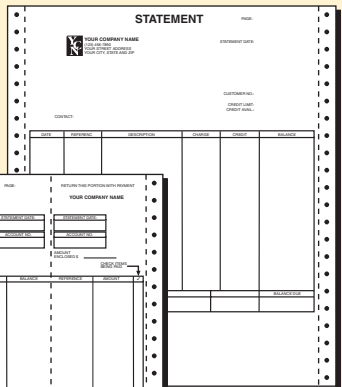 STATEMENT
PAGE:
YCN
YOUR COMPANY NAME
(123) 456-7890
YOUR STREET ADDRESS
YOUR CITY, STATE AND ZIP
STATEMENT DATE:
CUSTOMER NO.:
CREDIT LIMIT:
CREDIT AVAIL.:
CONTACT:
DATE REFERENC DESCRIPTION CHARGE CREDIT BALANCE
BALANCE DUE
PAGE: RETURN THIS PORTION WITH PAYMENT
YOUR COMPANY NAME
STATEMENT DATE: STATEMENT DATE:
ACCOUNT NO. ACCOUNT NO.
AMOUNT
ENCLOSED $
CHECK ITEMS
BEING PAID
BALANCE REFERENCE AMOUNT ✓